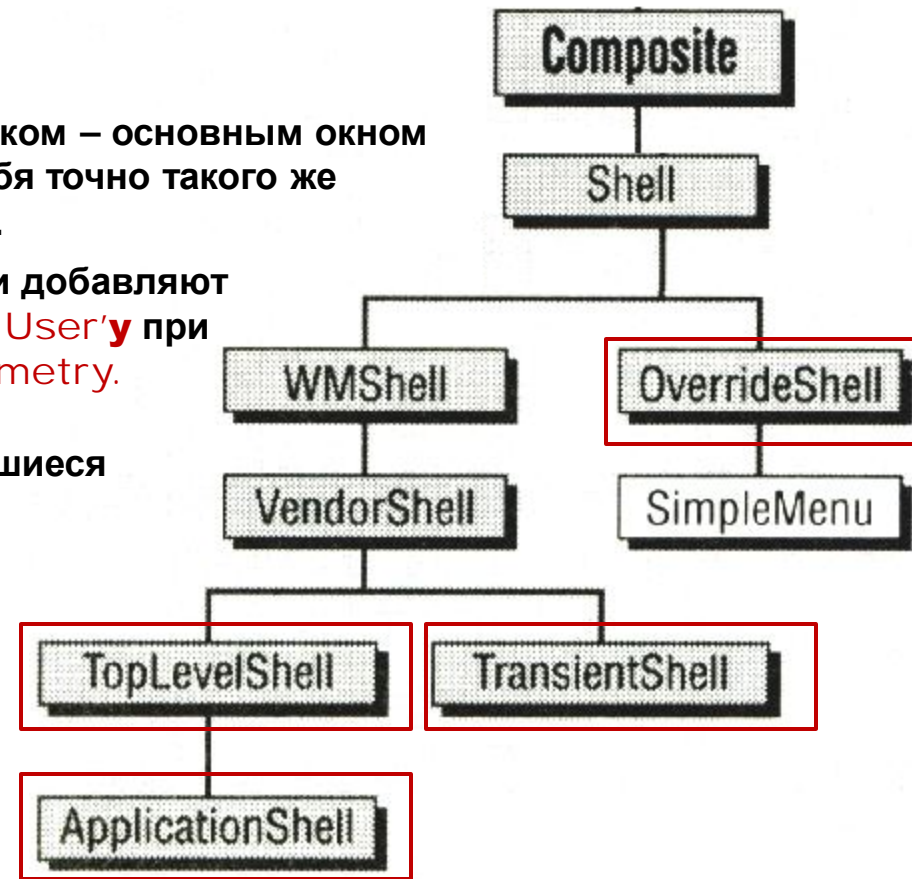 Composite
ком – основным окном
бя точно такого же
Shell
.
и добавляют
User'у при
metry.
WMShell
OverrideShell
шиеся
VendorShell
SimpleMenu
TopLevelShell
TransientShell
ApplicationShell